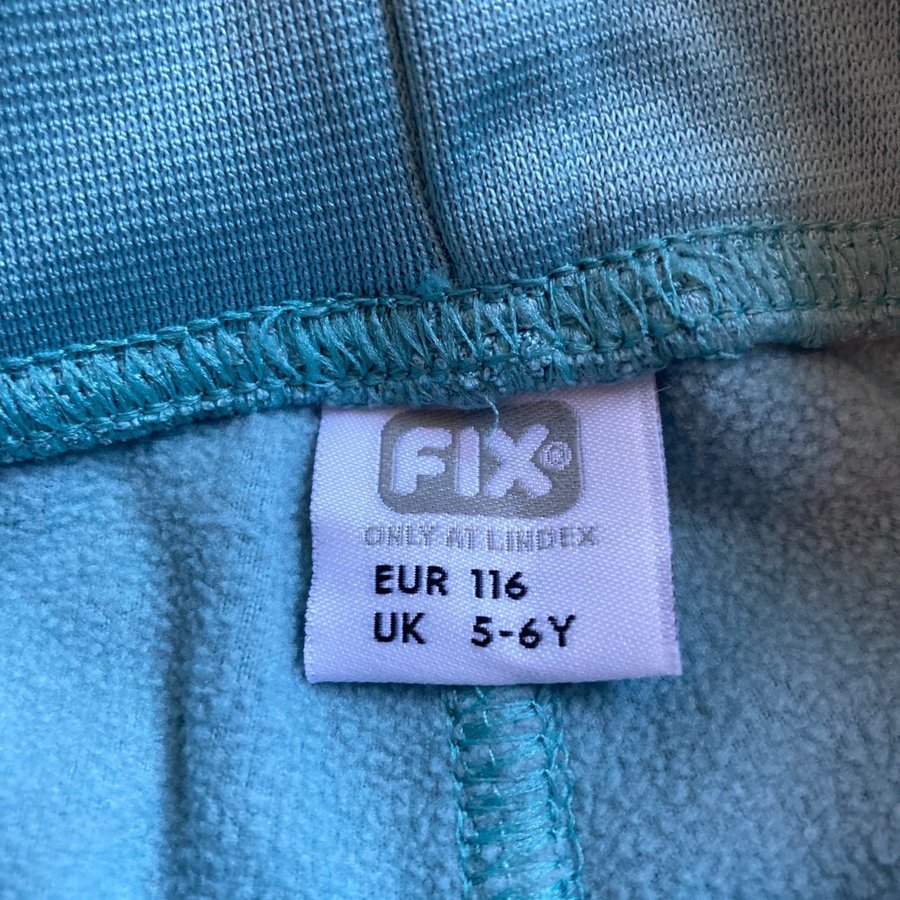 FIX®
ONLY AT LINDEX
EUR 116
UK 5-6Y